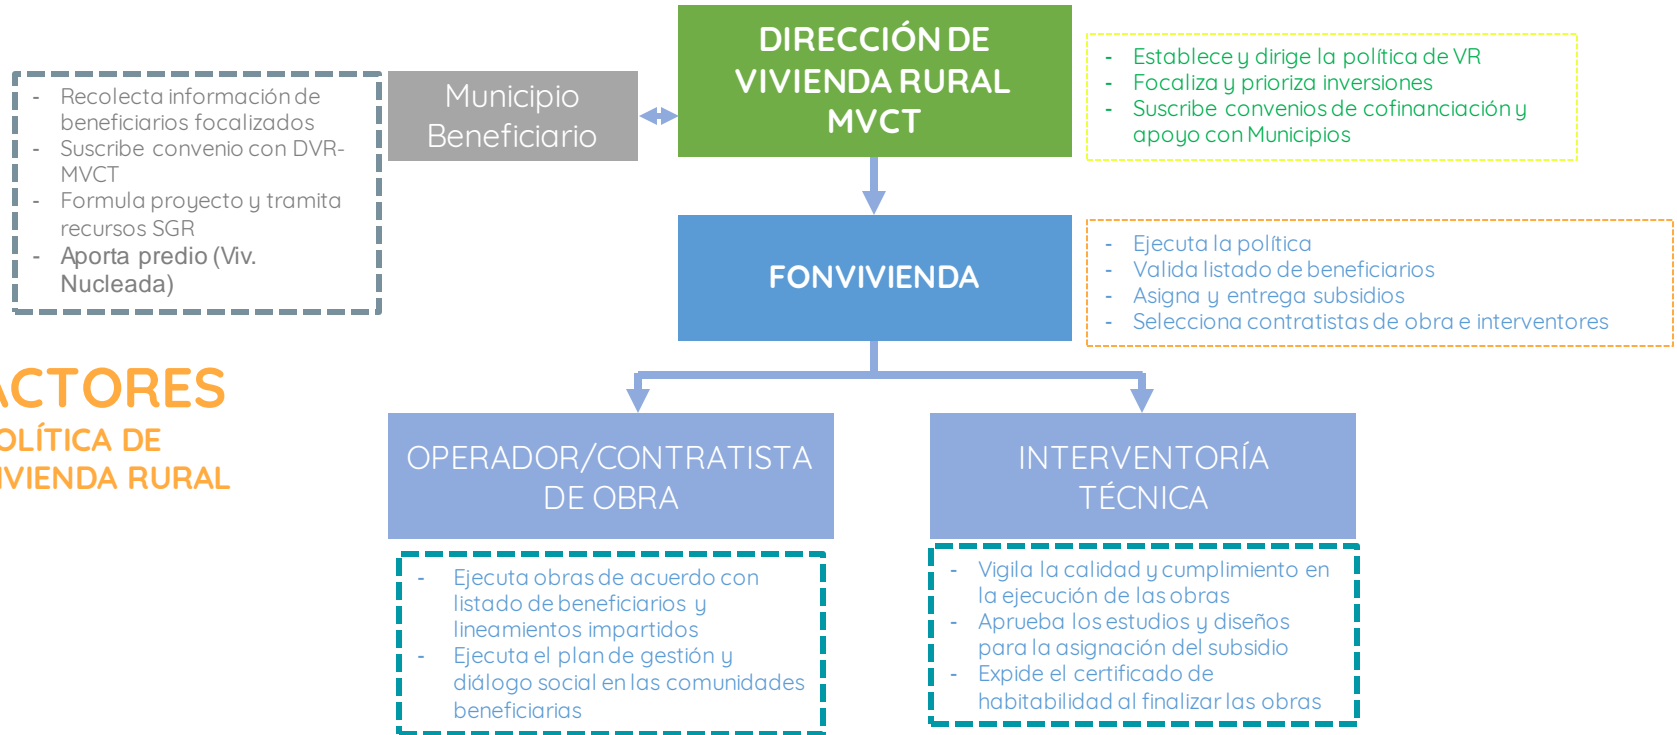 DIRECCIÓN DE
VIVIENDA RURAL
MVCT
- Establece y dirige la política de VR
- Focaliza y prioriza inversiones
- Suscribe convenios de cofinanciación y
apoyo con Municipios
Municipio
Beneficiario
- Recolecta información de
beneficiarios focalizados
- Suscribe convenio con DVR-
MVCT
- Formula proyecto y tramita
recursos SGR
- Aporta predio (Viv.
Nucleada)
FONVIVIENDA
- Ejecuta la política
- Valida listado de beneficiarios
- Asigna y entrega subsidios
- Selecciona contratistas de obra e interventores
ACTORES
OLÍTICA DE
IVIENDA RURAL
OPERADOR/CONTRATISTA
DE OBRA
INTERVENTORÍA
TÉCNICA
- Ejecuta obras de acuerdo con
listado de beneficiarios y
lineamientos impartidos
- Ejecuta el plan de gestión y
diálogo social en las comunidades
beneficiarias
- Vigila la calidad y cumplimiento en
la ejecución de las obras
- Aprueba los estudios y diseños
para la asignación del subsidio
- Expide el certificado de
habitabilidad al finalizar las obras